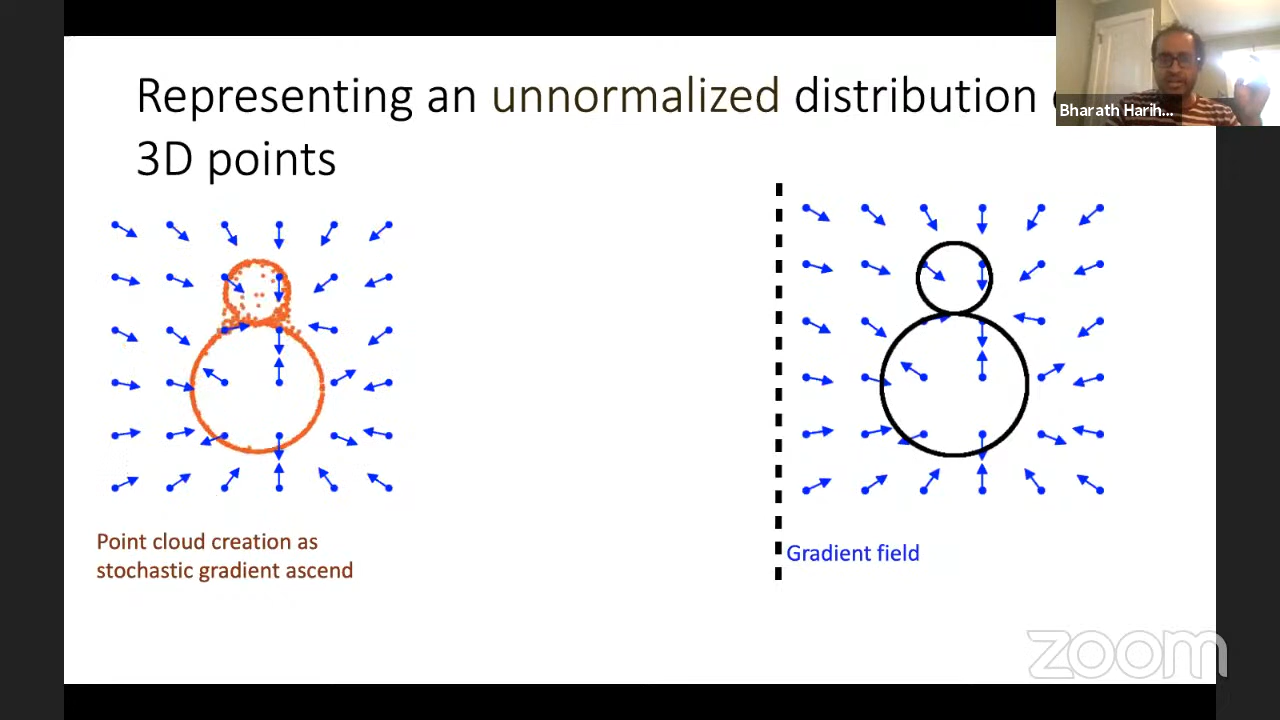 Representing an unnormalized distribution
3D points
Bharath Harih...
Point cloud creation as
stochastic gradient ascend
Gradient field
zoom